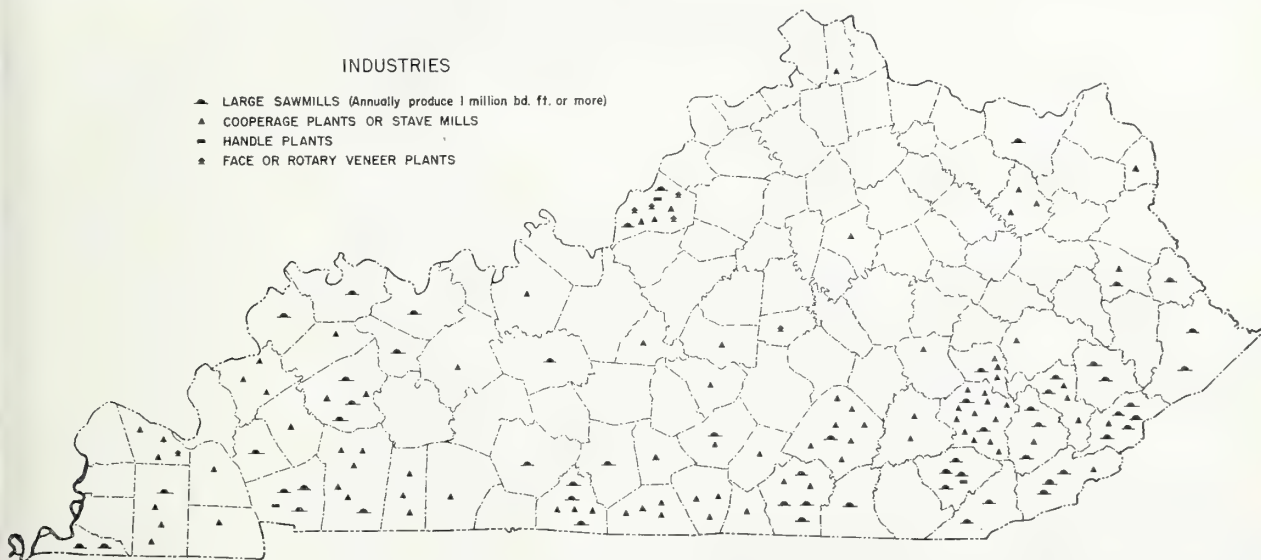 INDUSTRIES
LARGE SAWMILLS (Annually produce 1 million bd. ft. or more)
COOPERAGE PLANTS OR STAVE MILLS
HANDLE PLANTS
FACE OR ROTARY VENEER PLANTS